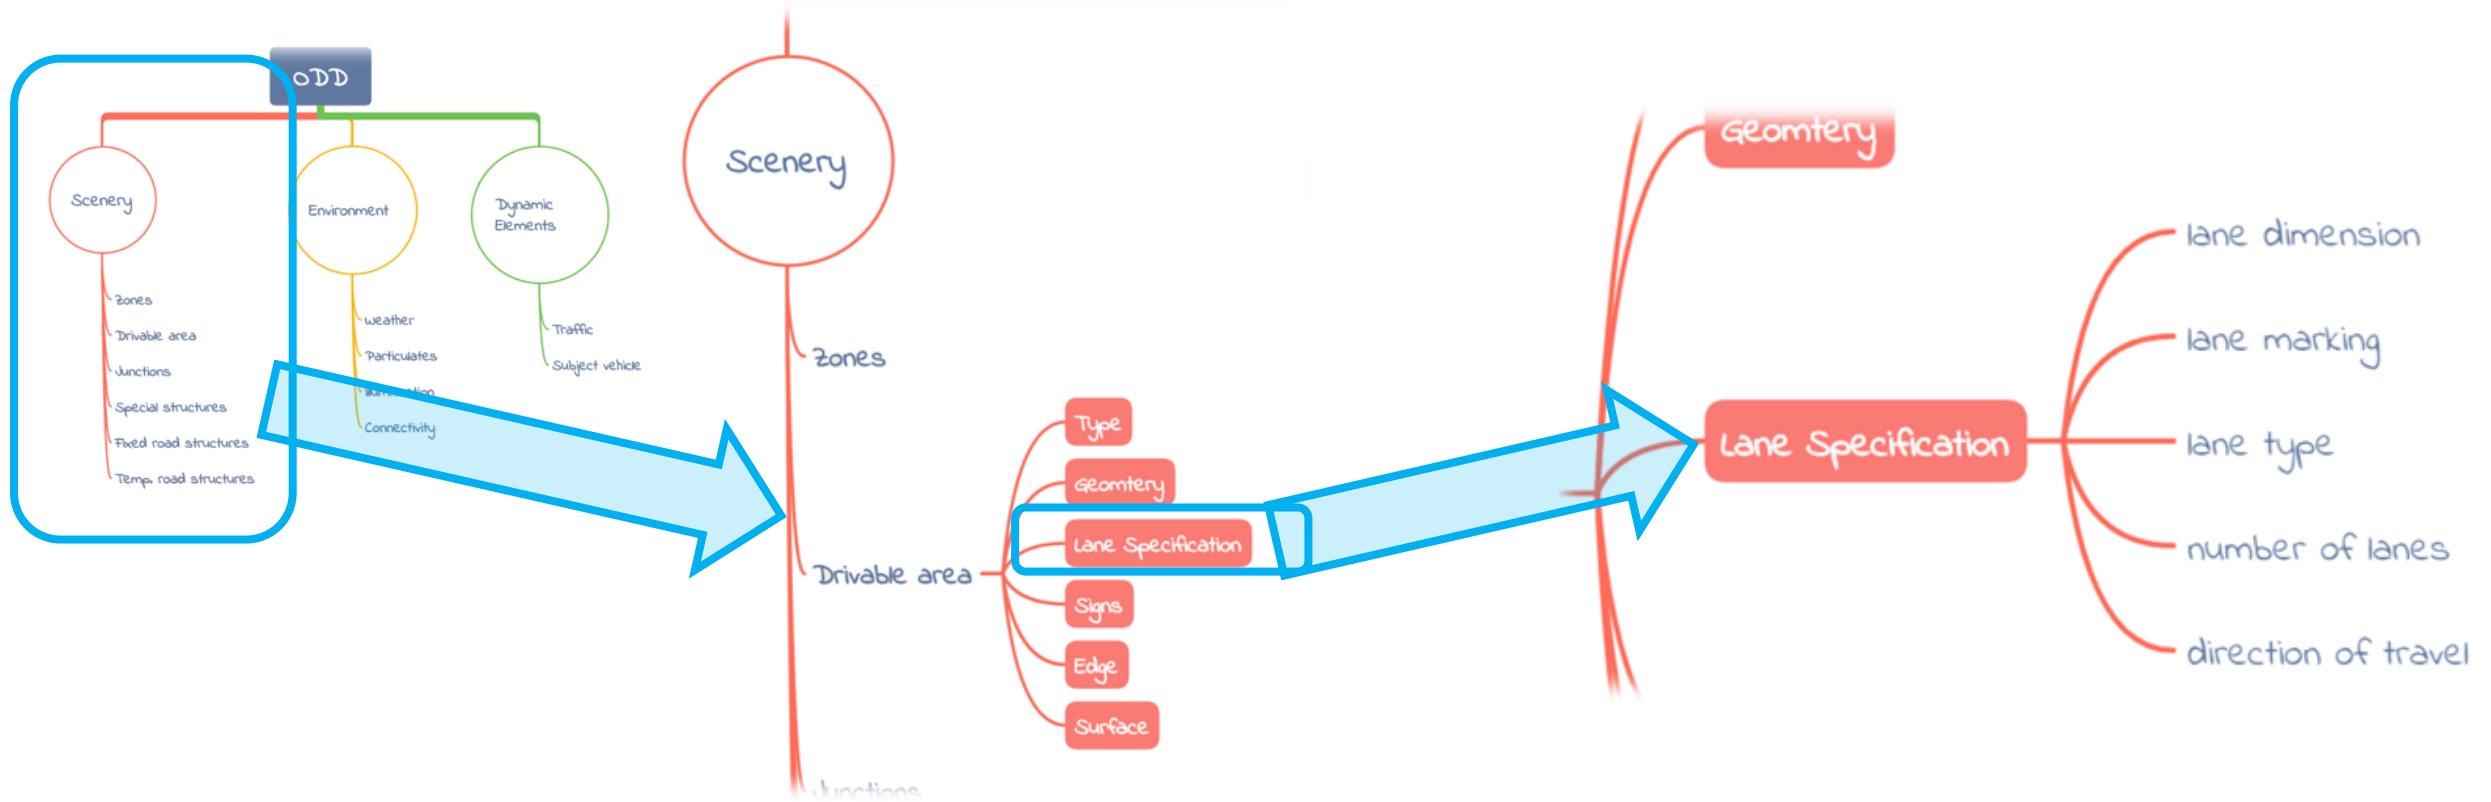 ODD
Scenery
Environment
Dynamic
Elements
Zones
Drivable area
Junctions
Special structures
Fixed road structures
Temp. road structures
Weather
Particulates
Connectivity
Traffic
Subject vehicle
Scenery
Zones
Drivable area
Junctions
Type
Geomtery
Lane Specification
Signs
Edge
Surface
Geomtery
Lane Specification
lane dimension
lane marking
lane type
number of lanes
direction of travel